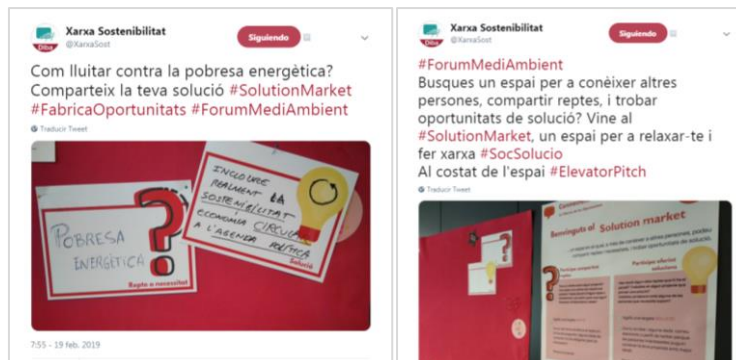 Xarxa Sostenibilitat
@XarxaSost
Siguiendo
Diba
Com lluitar contra la pobresa energètica?
Comparteix la teva solució #SolutionMarket
#FabricaOportunitats #ForumMediAmbient
Traducir Tweet
POBRESA
ENERGÈTICA
Repte o necessitat
INCLOURE
REALMENT LA
SOSTENIBILITAT
ECONOMIA CIRCULAR
A L'AGENDA POLÍTICA
Solució
7:55 - 19 feb. 2019
Xarxa Sostenibilitat
@XarxaSost
Siguiendo
Diba
#ForumMediAmbient
Busques un espai per a conèixer altres
persones, compartir reptes, i trobar
oportunitats de solució? Vine al
#SolutionMarket, un espai per a relaxar-te i
fer xarxa #SocSolucio
Al costat de l'espai #ElevatorPitch
Traducir Tweet
Benvinguts al Solution market